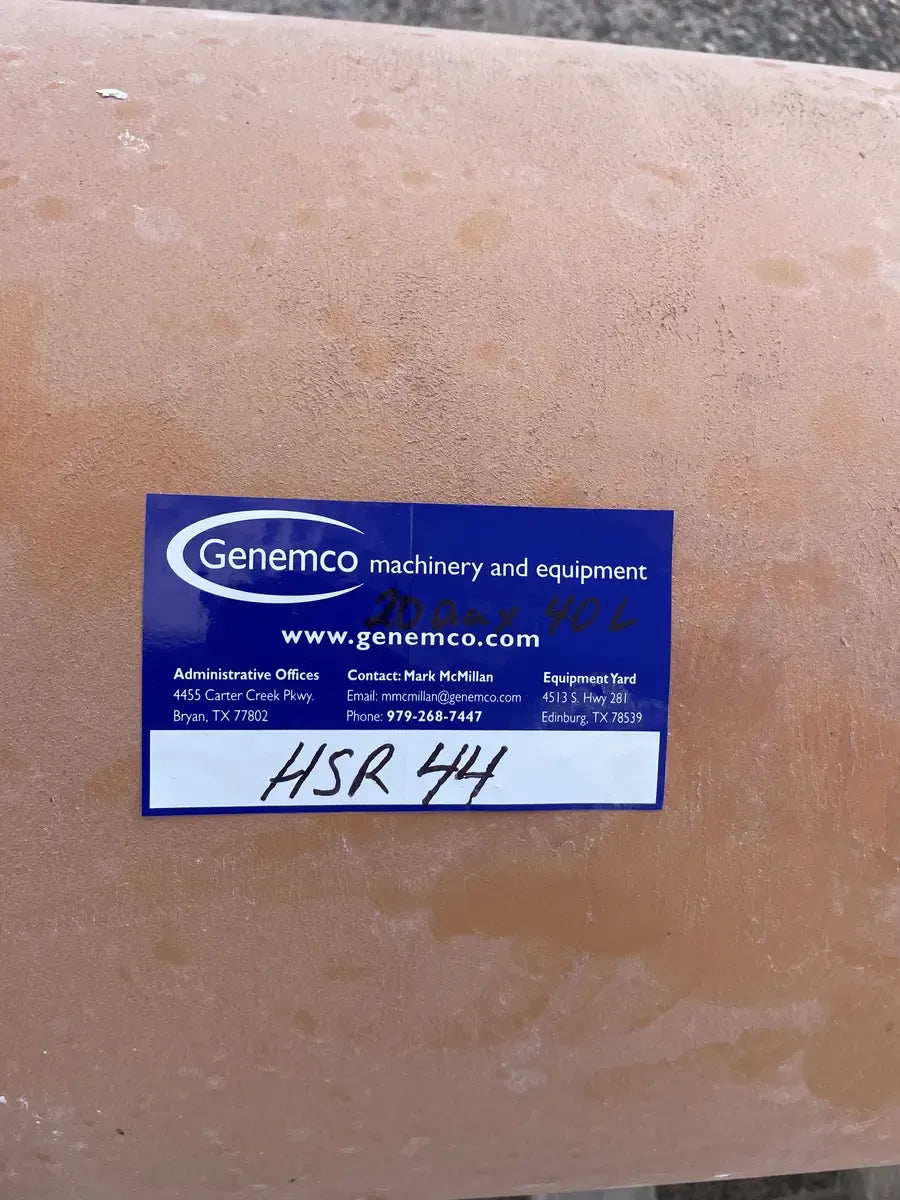 Genemco machinery and equipment
20 Dia x 40 L
www.genemco.com
Administrative Offices
4455 Carter Creek Pkwy.
Bryan, TX 77802
Contact: Mark McMillan
Email: mmcmillan@genemco.com
Phone: 979-268-7447
Equipment Yard
4513 S. Hwy 281
Edinburg, TX 78539
HSR 44